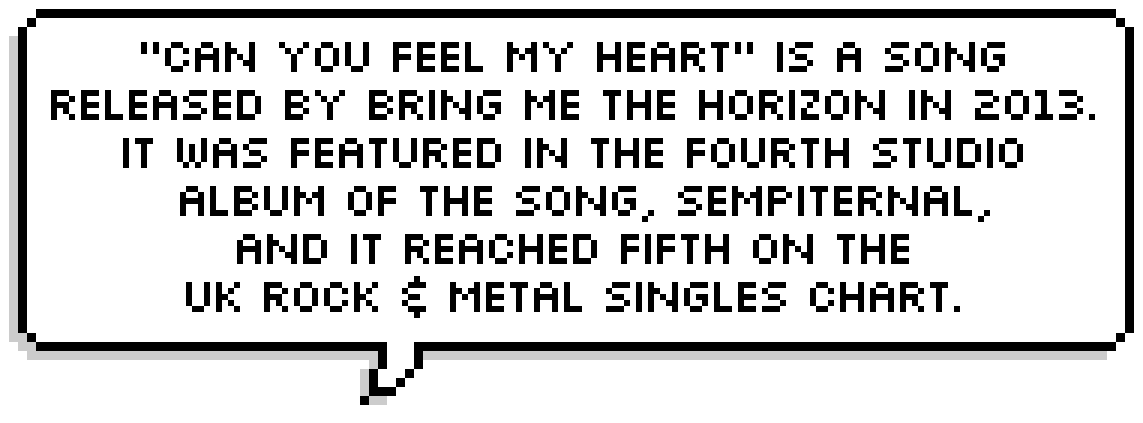 "CAN YOU FEEL MY HEART" IS A SONG
RELEASED BY BRING ME THE HORIZON IN 2013.
IT WAS FEATURED IN THE FOURTH STUDIO
ALBUM OF THE SONG, SEMPITERNAL,
AND IT REACHED FIFTH ON THE
UK ROCK & METAL SINGLES CHART.